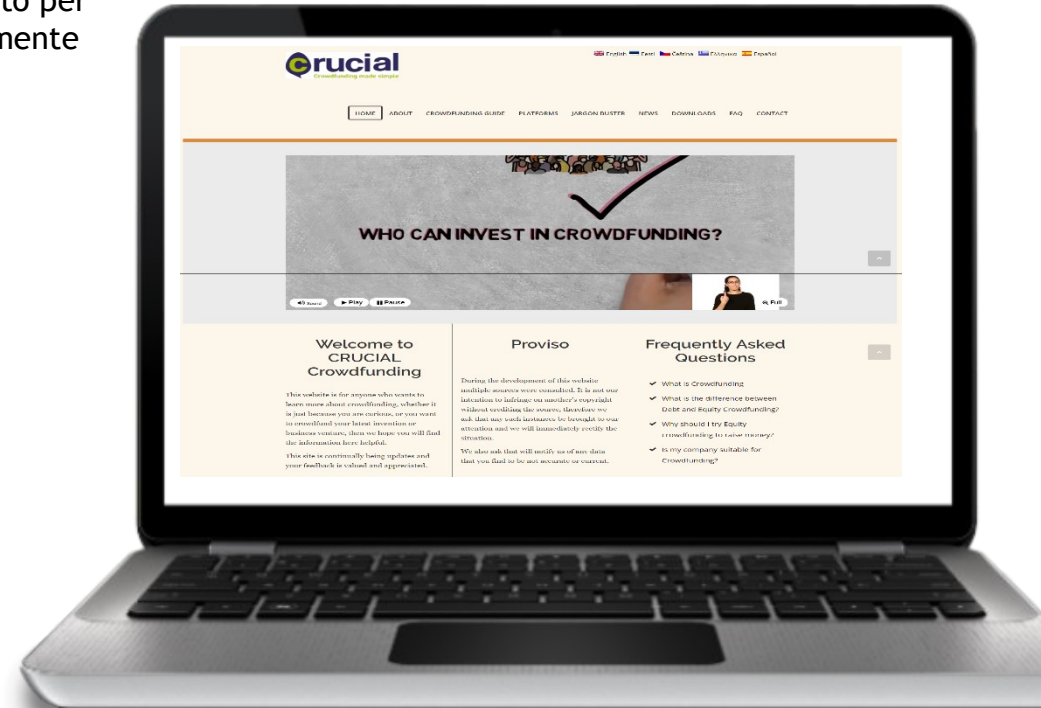 to per
mente
crucial
Crowdfunding made simple
English Eesti Čeština Ελληνικα Español
HOME ABOUT CROWDFUNDING GUIDE PLATFORMS JARGON BUSTER NEWS DOWNLOADS FAQ CONTACT
WHO CAN INVEST IN CROWDFUNDING?
Play Pause Full
Welcome to
CRUCIAL
Crowdfunding
This website is for anyone who wants to
learn more about crowdfunding, whether it
is just because you are curious, or you want
to crowdfund your latest invention or
business venture, then we hope you will find
the information here helpful.
This site is continually being updates and
your feedback is valued and appreciated.
Proviso
During the development of this website
multiple sources were consulted. It is not our
intention to infringe on another's copyright
without crediting the source, therefore we
ask that any such instances be brought to our
attention and we will immediately rectify the
situation.
We also ask that will notify us of any data
that you find to be not accurate or current.
Frequently Asked
Questions
What is Crowdfunding
What is the difference between
Debt and Equity Crowdfunding?
Why should I try Equity
crowdfunding to raise money?
Is my company suitable for
Crowdfunding?